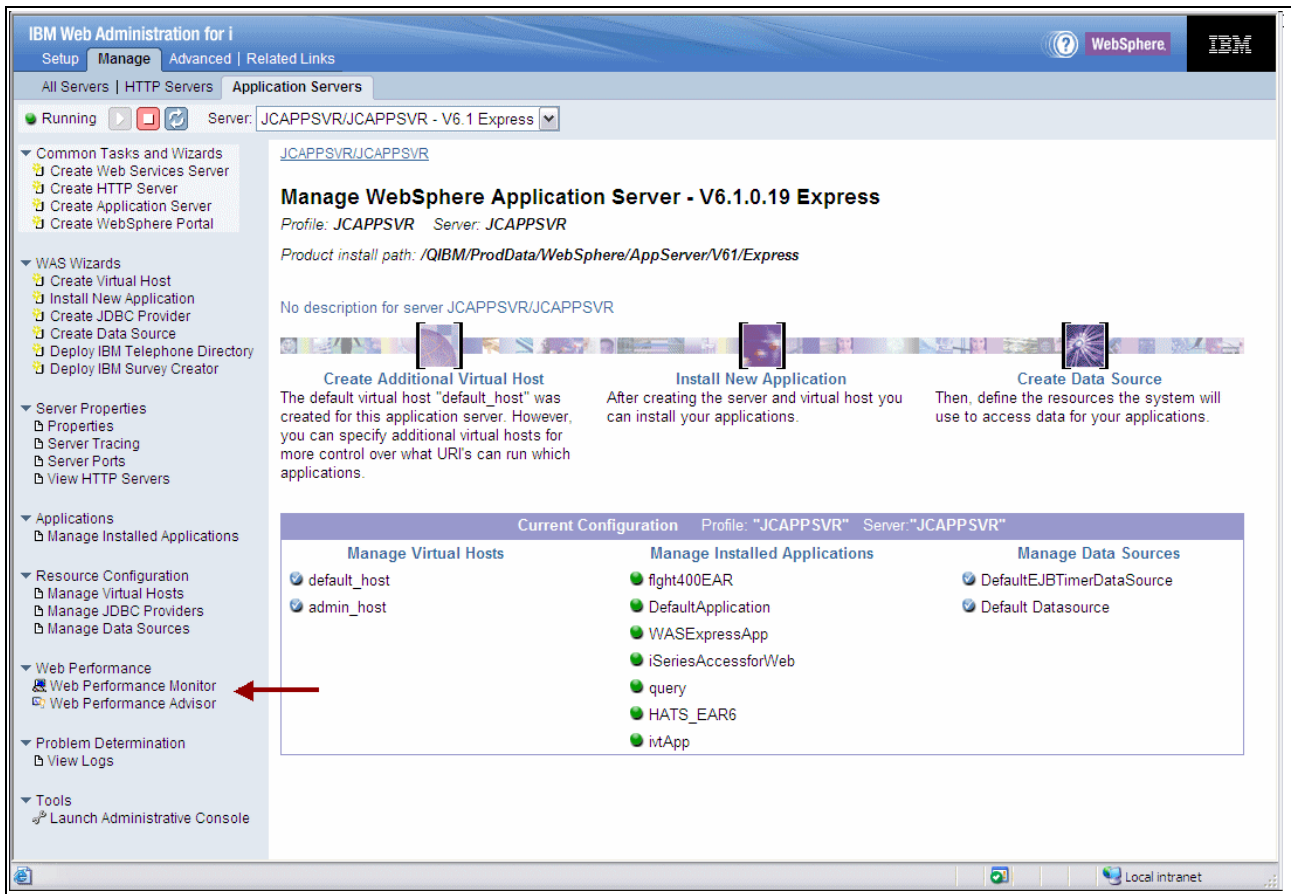 IBM Web Administration for i
Setup Manage Advanced | Related Links
WebSphere.
IBM
All Servers | HTTP Servers Application Servers
Running Server: JCAPPSVR/JCAPPSVR - V6.1 Express
Common Tasks and Wizards
Create Web Services Server
Create HTTP Server
Create Application Server
Create WebSphere Portal
WAS Wizards
Create Virtual Host
Install New Application
Create JDBC Provider
Create Data Source
Deploy IBM Telephone Directory
Deploy IBM Survey Creator
Server Properties
Properties
Server Tracing
Server Ports
View HTTP Servers
Applications
Manage Installed Applications
Resource Configuration
Manage Virtual Hosts
Manage JDBC Providers
Manage Data Sources
Web Performance
Web Performance Monitor
Web Performance Advisor
Problem Determination
View Logs
Tools
Launch Administrative Console
JCAPPSVR/JCAPPSVR
Manage WebSphere Application Server - V6.1.0.19 Express
Profile: JCAPPSVR Server: JCAPPSVR
Product install path: /QIBM/ProdData/WebSphere/AppServer/V61/Express
No description for server JCAPPSVR/JCAPPSVR
Create Additional Virtual Host
The default virtual host "default_host" was
created for this application server. However,
you can specify additional virtual hosts for
more control over what URI's can run which
applications.
Install New Application
After creating the server and virtual host you
can install your applications.
Create Data Source
Then, define the resources the system will
use to access data for your applications.
Current Configuration Profile: "JCAPPSVR" Server:"JCAPPSVR"
Manage Virtual Hosts
default_host
admin_host
Manage Installed Applications
flght400EAR
DefaultApplication
WASExpressApp
iSeriesAccessforWeb
query
HATS_EAR6
ivtApp
Manage Data Sources
DefaultEJBTimerDataSource
Default Datasource
Local intranet